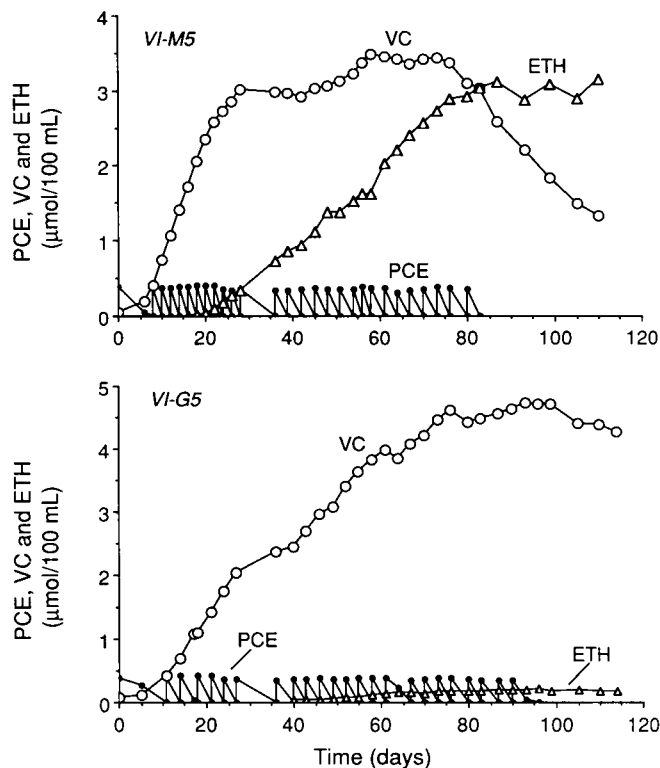 VI-M5
VC
ETH
PCE
PCE, VC and ETH
(μmol/100 mL)
4
3
2
1
0
0 20 40 60 80 100 120
VI-G5
VC
PCE
ETH
PCE, VC and ETH
(μmol/100 mL)
5
4
3
2
1
0
0 20 40 60 80 100 120
Time (days)